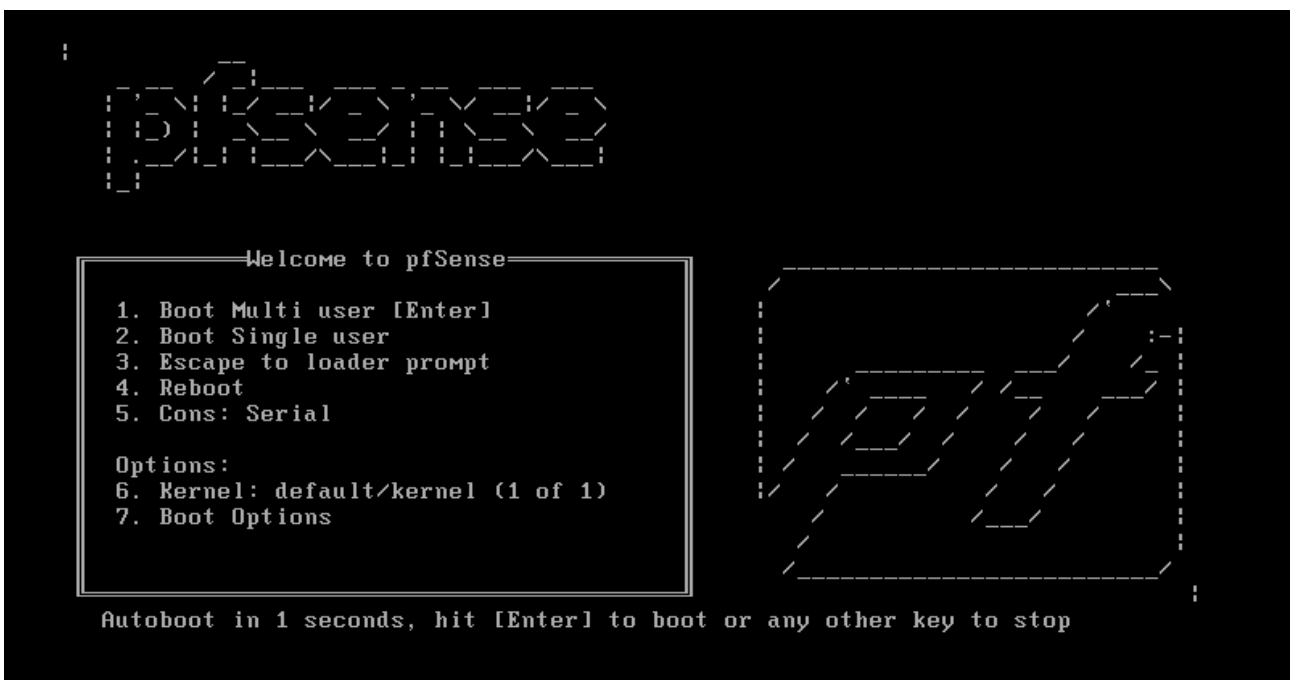 pfsense
Welcome to pfSense
1. Boot Multi user [Enter]
2. Boot Single user
3. Escape to loader prompt
4. Reboot
5. Cons: Serial
Options:
6. Kernel: default/kernel (1 of 1)
7. Boot Options
pf
Autoboot in 1 seconds, hit [Enter] to boot or any other key to stop